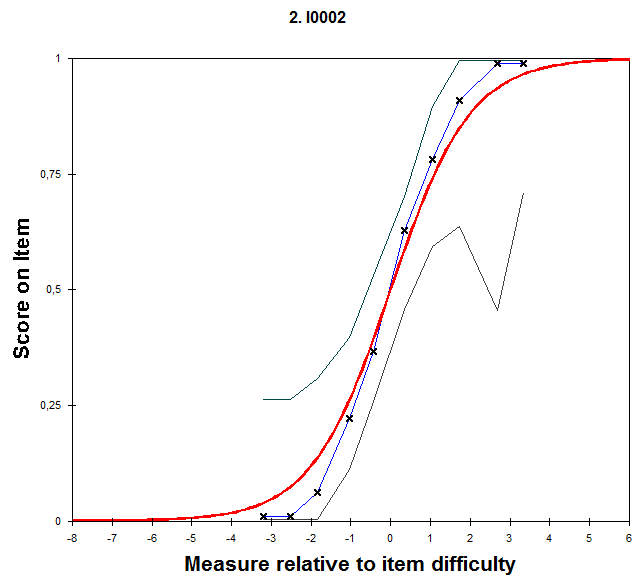 2. I0002
Score on Item
1
0,75
0,5
0,25
0
-8 -7 -6 -5 -4 -3 -2 -1 0 1 2 3 4 5 6
Measure relative to item difficulty